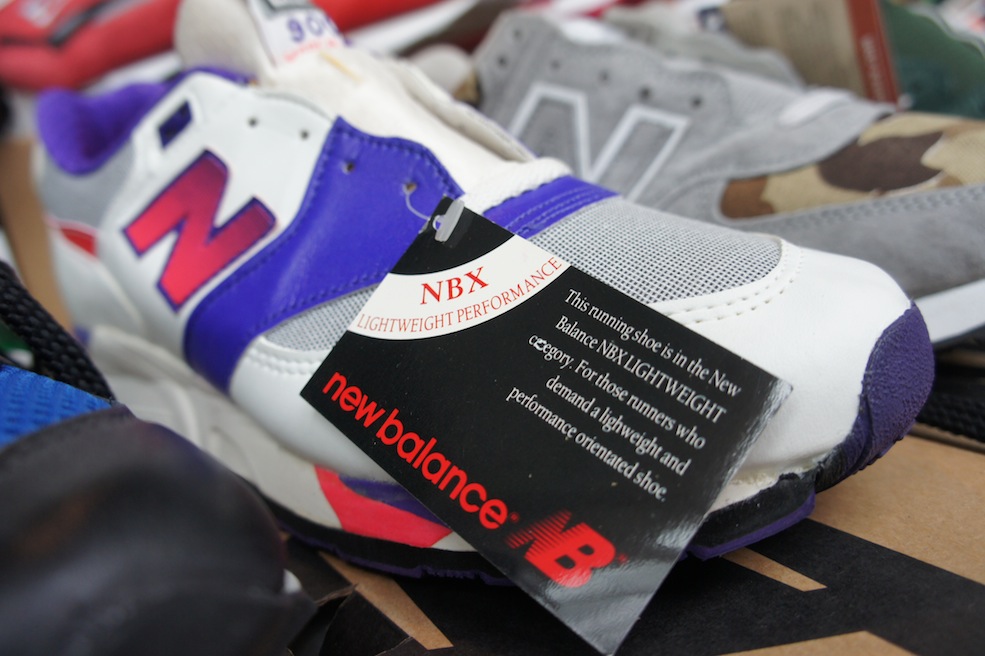 N
N
NBX
LIGHTWEIGHT PERFORMANCE
This running shoe is in the New
Balance NBX LIGHTWEIGHT
category. For those runners who
demand a lighweight and
performance orientated shoe.
new balance
NB